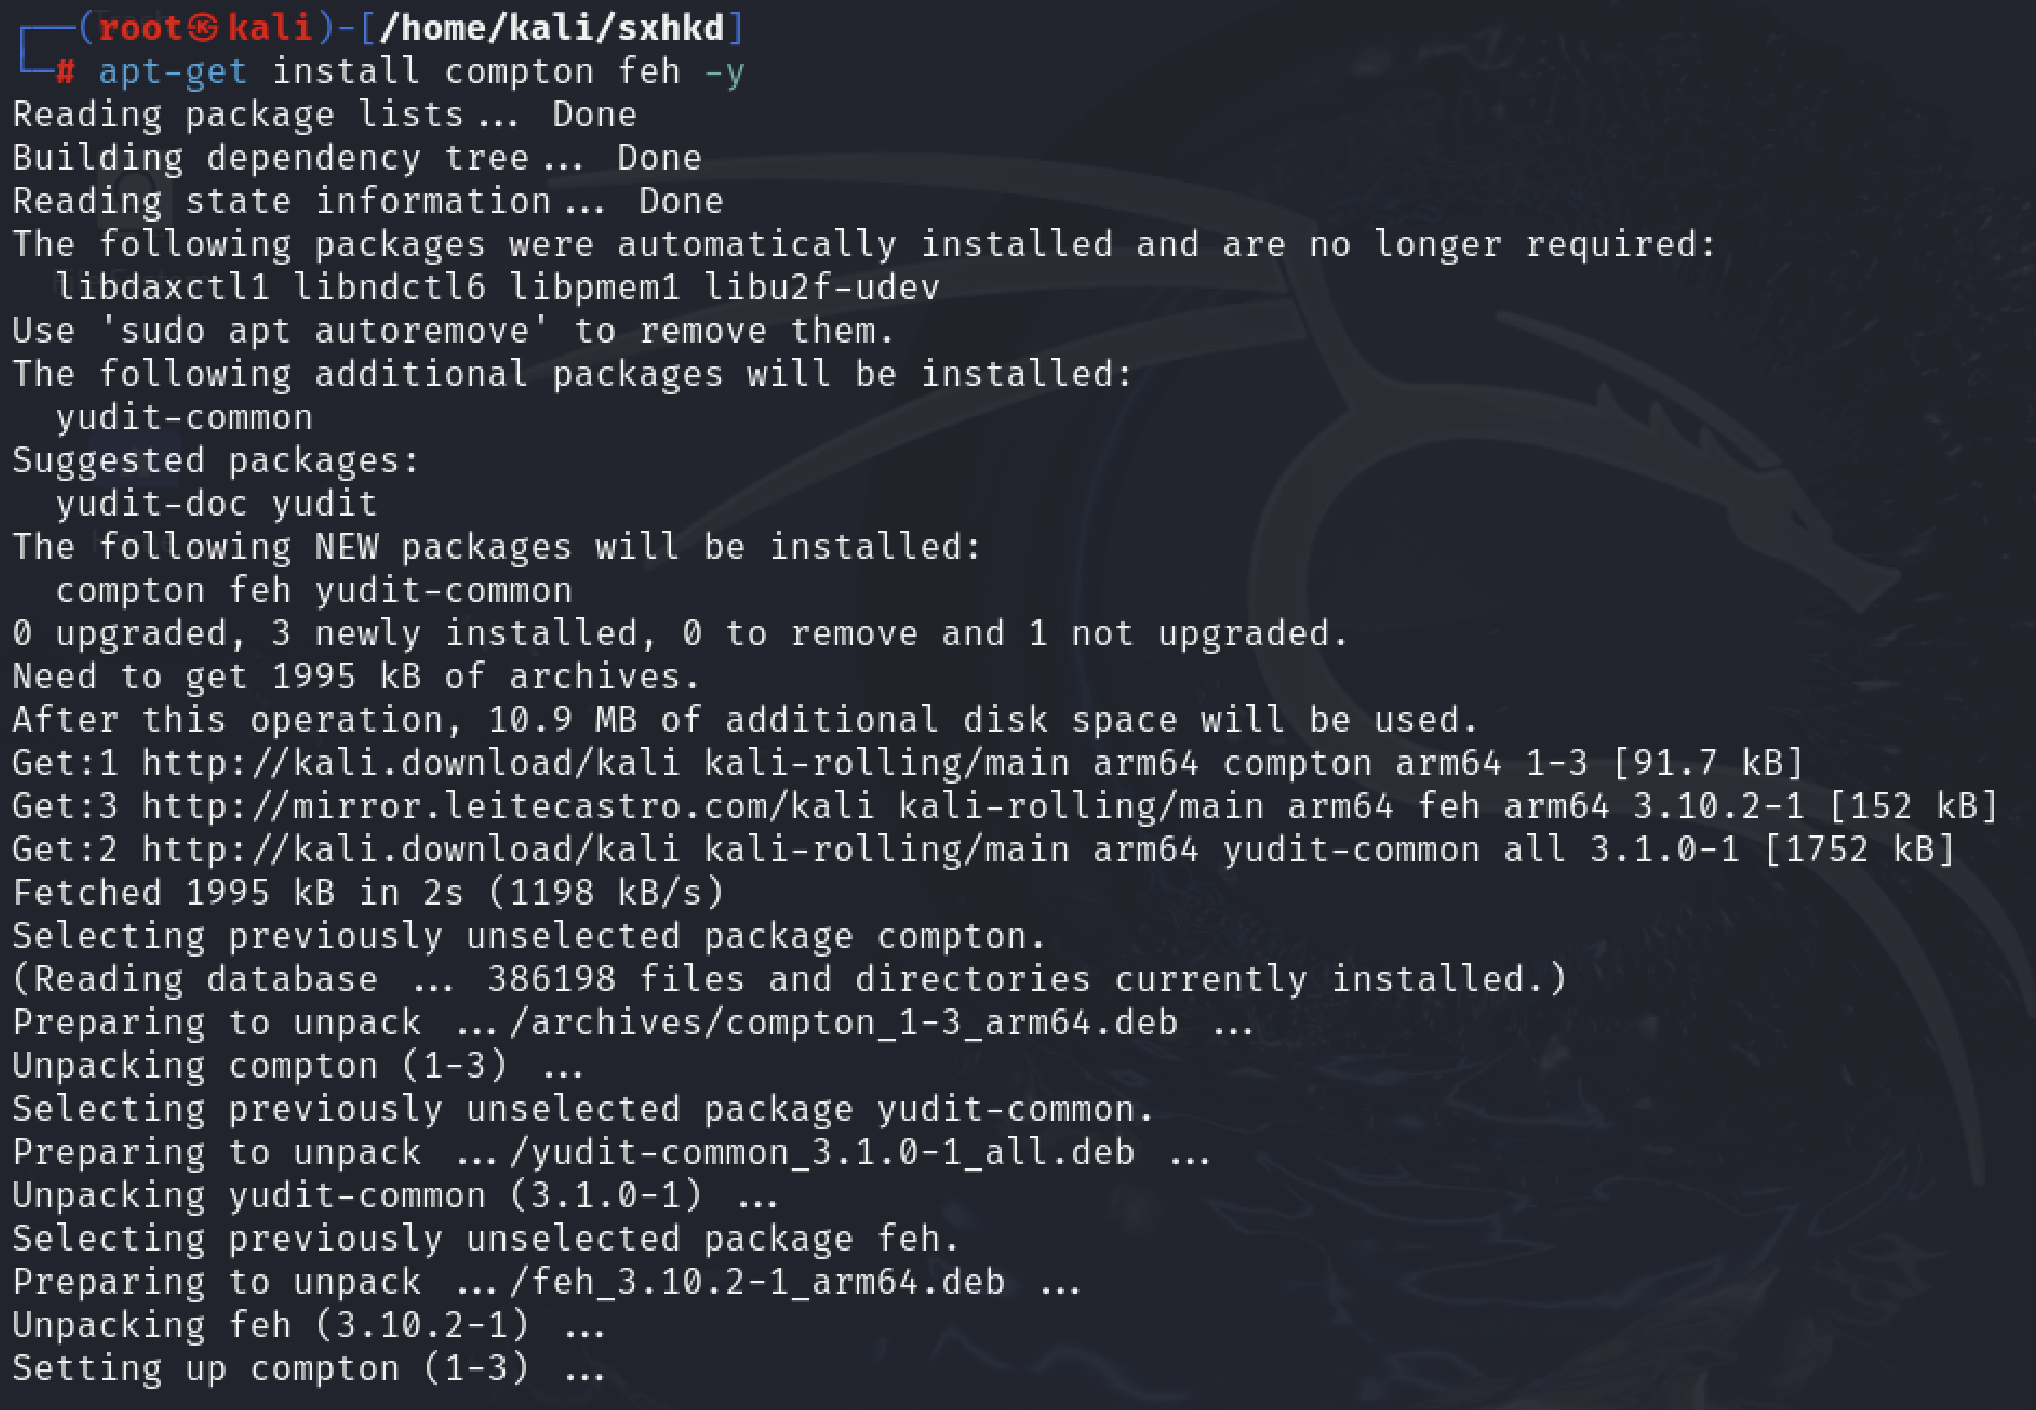 ┌──(root㉿kali)-[/home/kali/sxhkd]
└─# apt-get install compton feh -y
Reading package lists... Done
Building dependency tree... Done
Reading state information... Done
The following packages were automatically installed and are no longer required:
  libdaxctl1 libndctl6 libpmem1 libu2f-udev
Use 'sudo apt autoremove' to remove them.
The following additional packages will be installed:
  yudit-common
Suggested packages:
  yudit-doc yudit
The following NEW packages will be installed:
  compton feh yudit-common
0 upgraded, 3 newly installed, 0 to remove and 1 not upgraded.
Need to get 1995 kB of archives.
After this operation, 10.9 MB of additional disk space will be used.
Get:1 http://kali.download/kali kali-rolling/main arm64 compton arm64 1-3 [91.7 kB]
Get:3 http://mirror.leitecastro.com/kali kali-rolling/main arm64 feh arm64 3.10.2-1 [152 kB]
Get:2 http://kali.download/kali kali-rolling/main arm64 yudit-common all 3.1.0-1 [1752 kB]
Fetched 1995 kB in 2s (1198 kB/s)
Selecting previously unselected package compton.
(Reading database ... 386198 files and directories currently installed.)
Preparing to unpack .../archives/compton_1-3_arm64.deb ...
Unpacking compton (1-3) ...
Selecting previously unselected package yudit-common.
Preparing to unpack .../yudit-common_3.1.0-1_all.deb ...
Unpacking yudit-common (3.1.0-1) ...
Selecting previously unselected package feh.
Preparing to unpack .../feh_3.10.2-1_arm64.deb ...
Unpacking feh (3.10.2-1) ...
Setting up compton (1-3) ...